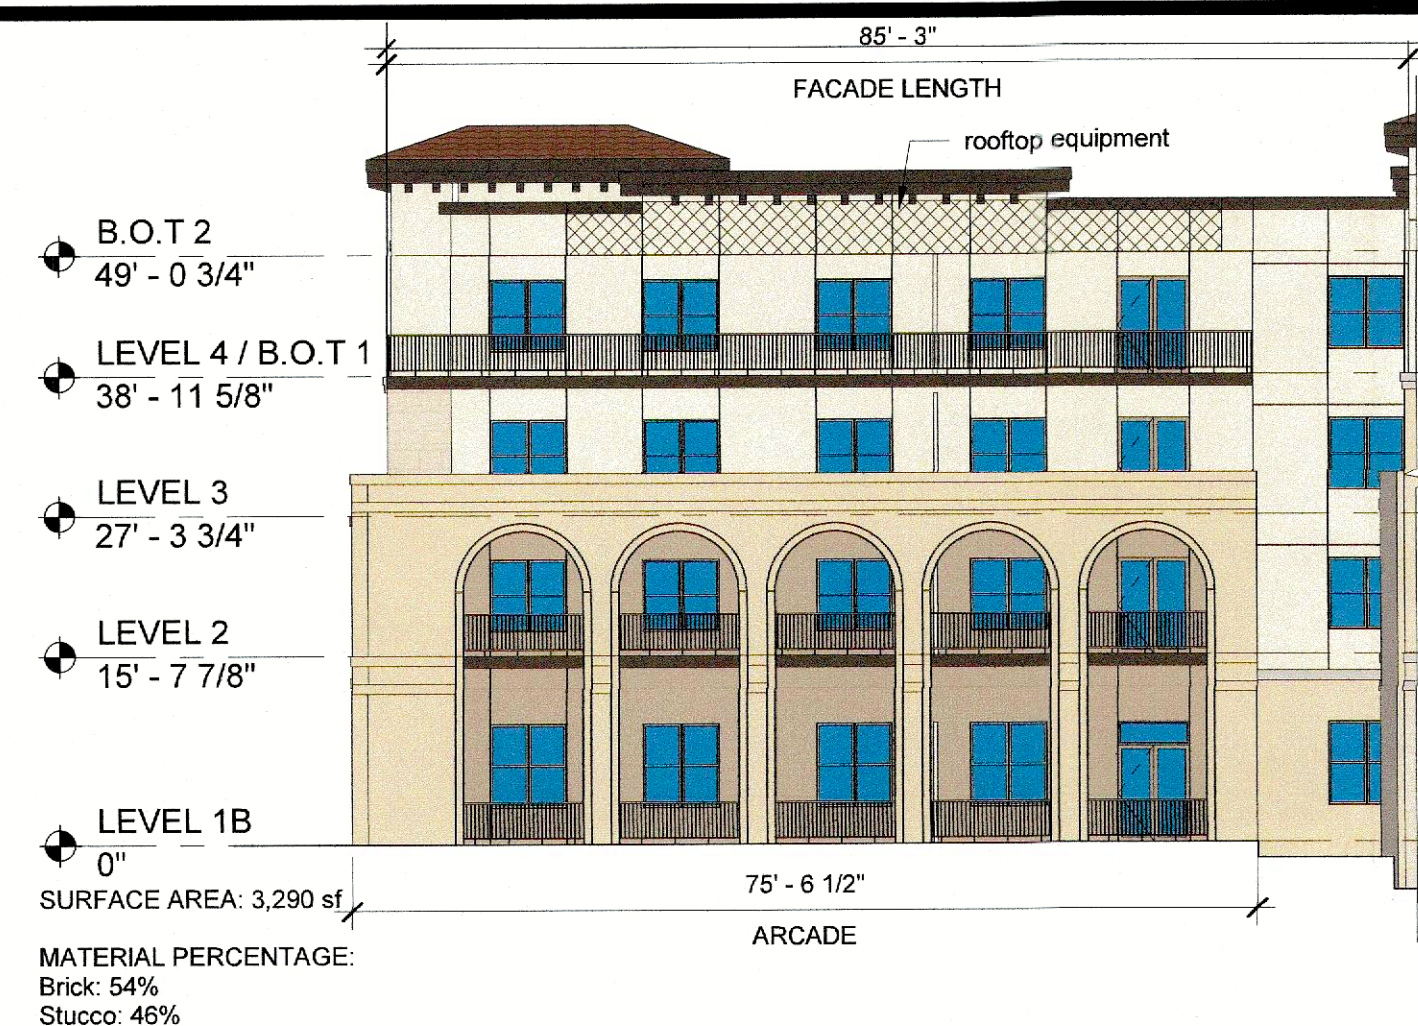 85' - 3"
FACADE LENGTH
rooftop equipment
B.O.T 2
49' - 0 3/4"
LEVEL 4 / B.O.T 1
38' - 11 5/8"
LEVEL 3
27' - 3 3/4"
LEVEL 2
15' - 7 7/8"
LEVEL 1B
0"
SURFACE AREA: 3,290 sf
75' - 6 1/2"
ARCADE
MATERIAL PERCENTAGE:
Brick: 54%
Stucco: 46%